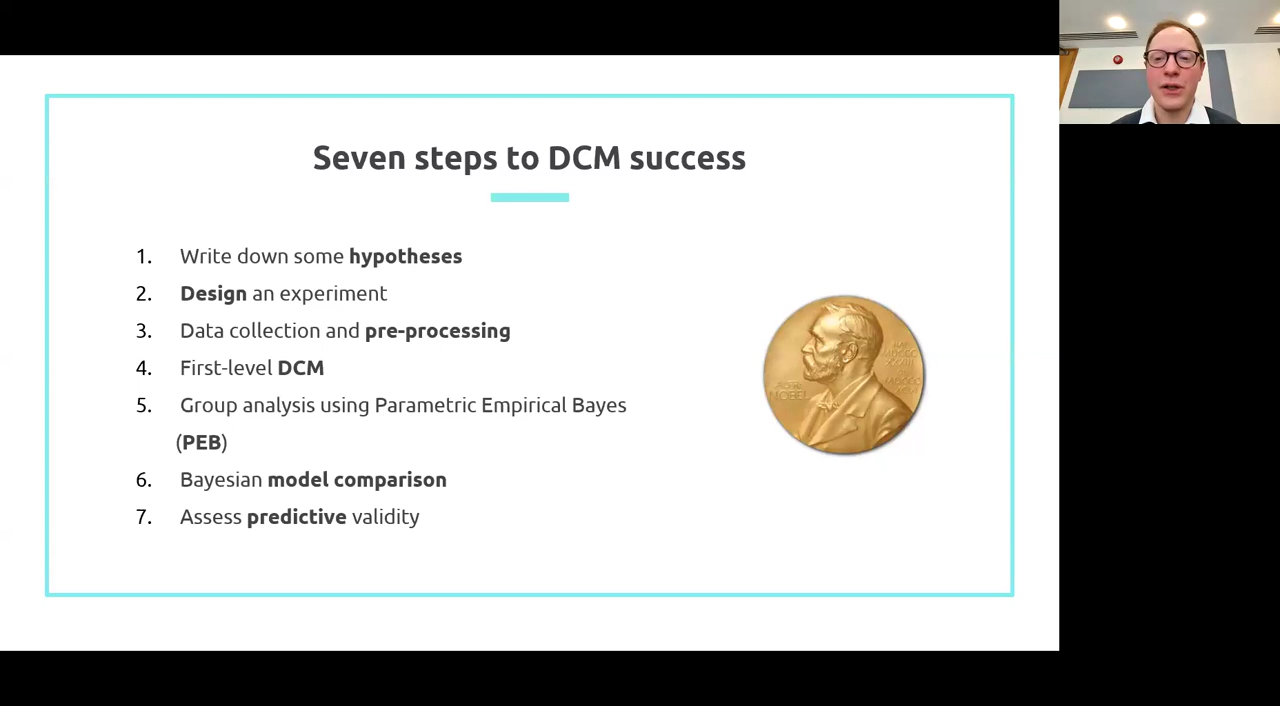 Seven steps to DCM success
1. Write down some hypotheses
2. Design an experiment
3. Data collection and pre-processing
4. First-level DCM
5. Group analysis using Parametric Empirical Bayes
(PEB)
6. Bayesian model comparison
7. Assess predictive validity